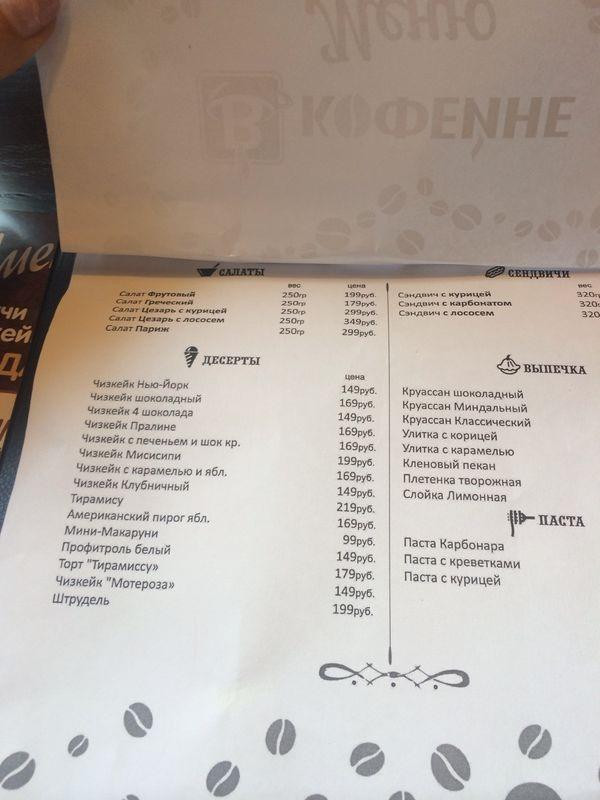 Меню
В КОФЕЙНЕ
САЛАТЫ
вес цена
Салат Фрутовый 250гр 199руб.
Салат Греческий 250гр 179руб.
Салат Цезарь с курицей 250гр 299руб.
Салат Цезарь с лососем 250гр 349руб.
Салат Париж 250гр 299руб.
ДЕСЕРТЫ
цена
Чизкейк Нью-Йорк 149руб.
Чизкейк шоколадный 169руб.
Чизкейк 4 шоколада 149руб.
Чизкейк Пралине 169руб.
Чизкейк с печеньем и шок кр. 169руб.
Чизкейк Мисисипи 199руб.
Чизкейк с карамелью и ябл. 169руб.
Чизкейк Клубничный 149руб.
Тирамису 219руб.
Американский пирог ябл. 169руб.
Мини-Макаруни 99руб.
Профитроль белый 149руб.
Торт "Тирамиссу" 179руб.
Чизкейк "Мотероза" 149руб.
Штрудель 199руб.
СЕНДВИЧИ
вес
Сэндвич с курицей 320г
Сэндвич с карбонатом 320
Сэндвич с лососем 320
ВЫПЕЧКА
Круассан шоколадный
Круассан Миндальный
Круассан Классический
Улитка с корицей
Улитка с карамелью
Кленовый пекан
Плетенка творожная
Слойка Лимонная
ПАСТА
Паста Карбонара
Паста с креветками
Паста с курицей